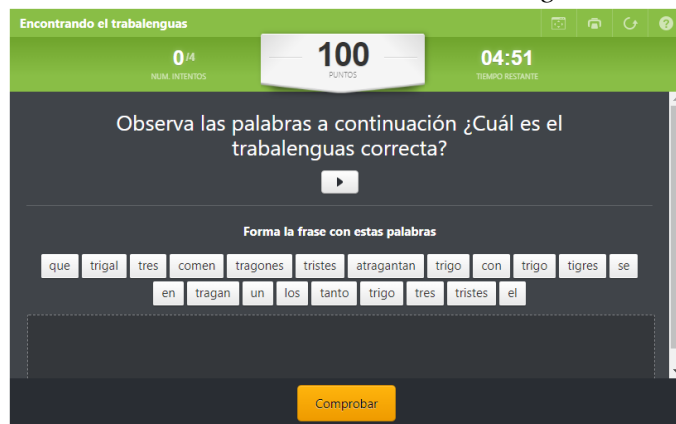 Encontrando el trabalenguas
0/4
NUM. INTENTOS
100
PUNTOS
04:51
TIEMPO RESTANTE
Observa las palabras a continuación ¿Cuál es el
trabalenguas correcta?
Forma la frase con estas palabras
que trigal tres comen tragones tristes atragantan trigo con trigo tigres se
en tragan un los tanto trigo tres tristes el
Comprobar